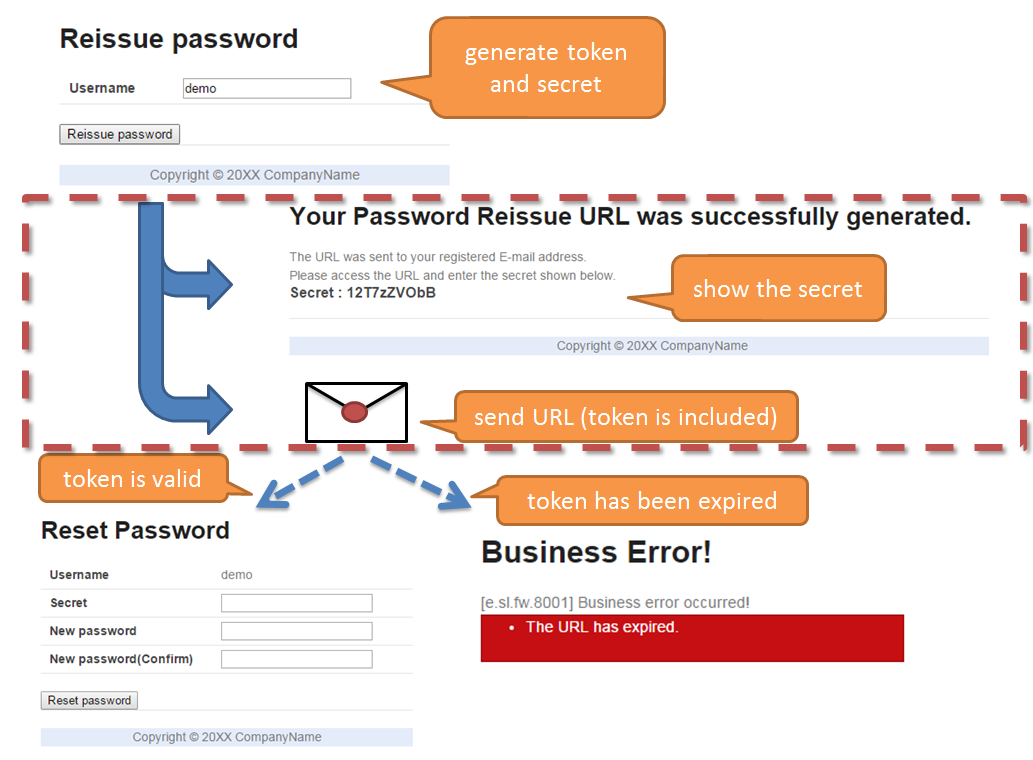 Reissue password
generate token
and secret
Username
demo
Reissue password
Copyright © 20XX CompanyName
Your Password Reissue URL was successfully generated.
The URL was sent to your registered E-mail address.
Please access the URL and enter the secret shown below.
Secret : 12T7zZVObB
show the secret
Copyright © 20XX CompanyName
send URL (token is included)
token is valid
token has been expired
Reset Password
Username demo
Secret
New password
New password(Confirm)
Reset password
Copyright © 20XX CompanyName
Business Error!
[e.sl.fw.8001] Business error occurred!
• The URL has expired.